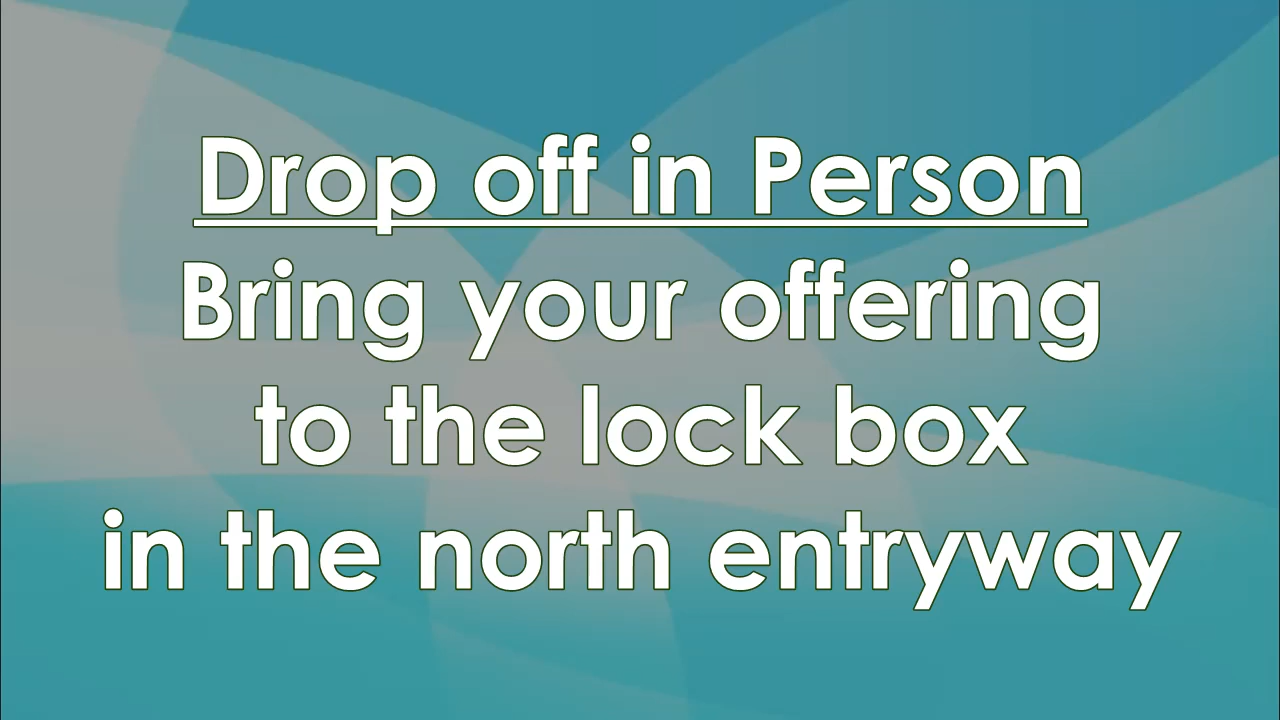 Drop off in Person
Bring your offering
to the lock box
in the north entryway